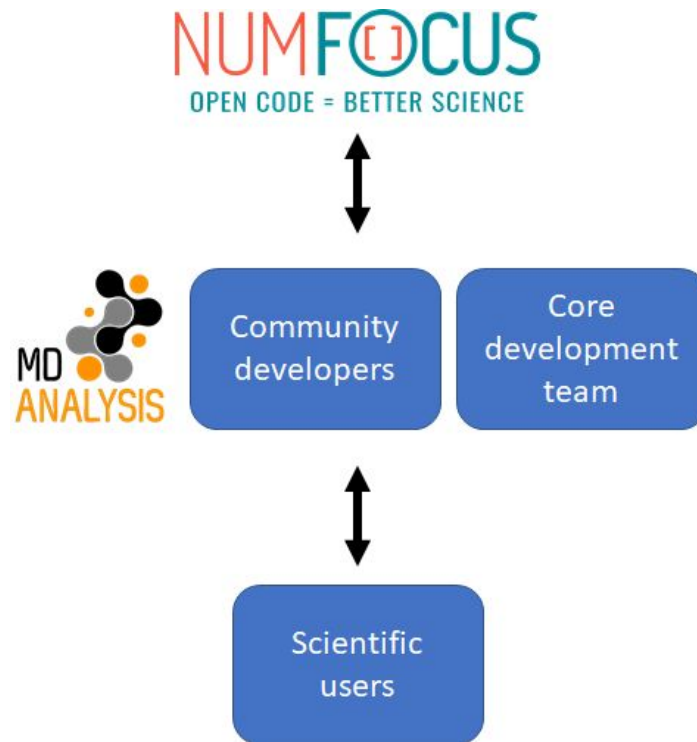 NUMFOCUS
OPEN CODE = BETTER SCIENCE
MD
ANALYSIS
Community
developers
Core
development
team
Scientific
users